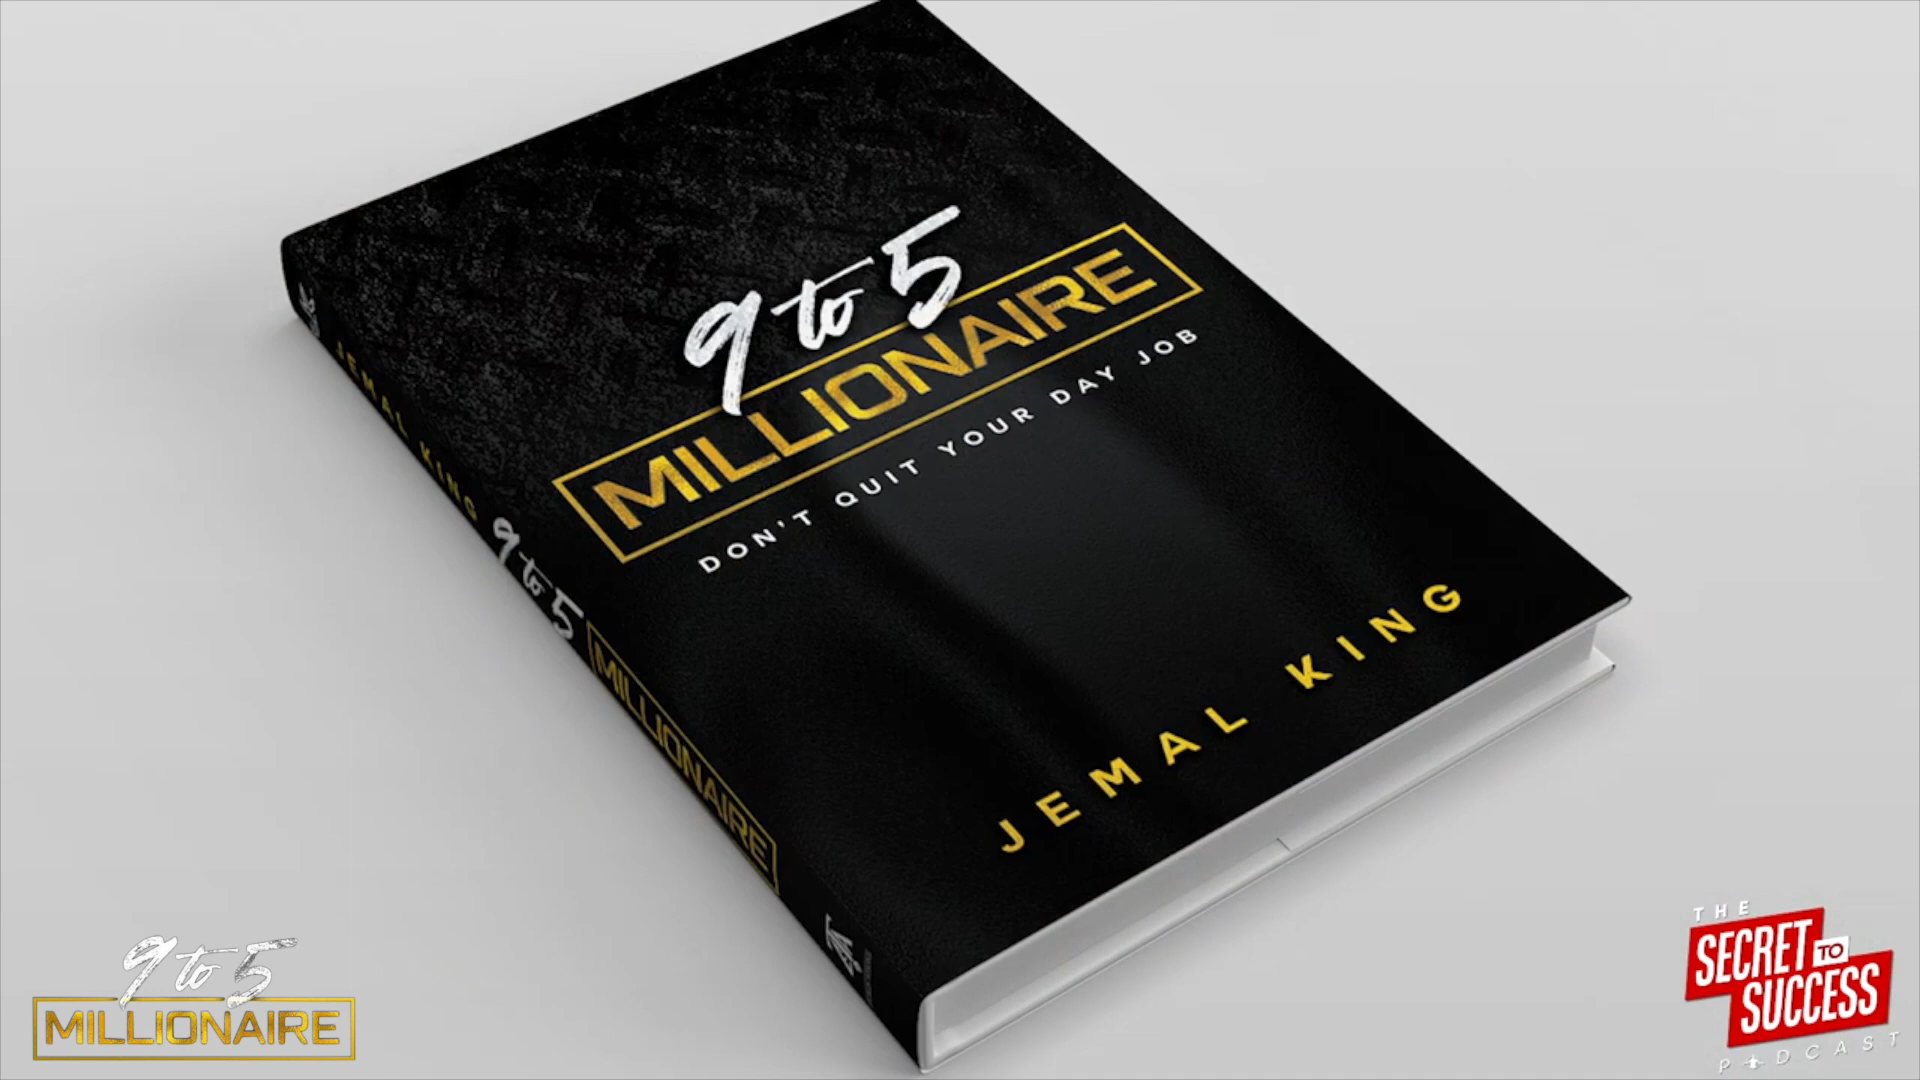 9 to 5
MILLIONAIRE
DON'T QUIT YOUR DAY JOB
JEMAL KING
JEMAL KING
9 to 5
MILLIONAIRE
9 to 5
MILLIONAIRE
THE
SECRET TO
SUCCESS
PODCAST